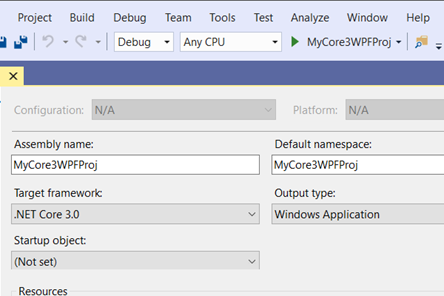 Project Build Debug Team Tools Test Analyze Window Help
Debug Any CPU MyCore3WPFProj
Configuration: N/A Platform: N/A
Assembly name: Default namespace:
MyCore3WPFProj MyCore3WPFProj
Target framework: Output type:
.NET Core 3.0 Windows Application
Startup object:
(Not set)
Resources